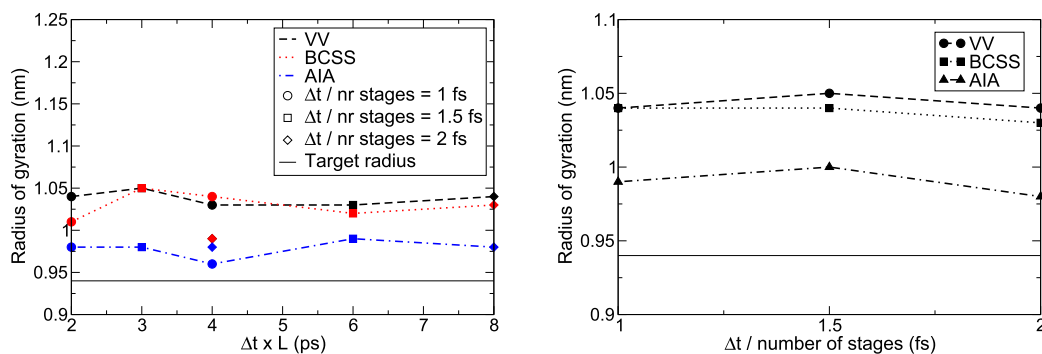 1.25
1.2
1.15
1.1
1.05
1
0.95
0.9
Radius of gyration (nm)
2
3
4
5
6
7
8
Δt x L (ps)
VV
BCSS
AIA
Δt / nr stages = 1 fs
Δt / nr stages = 1.5 fs
Δt / nr stages = 2 fs
Target radius
1.1
1.05
1
0.95
0.9
Radius of gyration (nm)
1
1.5
2
Δt / number of stages (fs)
VV
BCSS
AIA